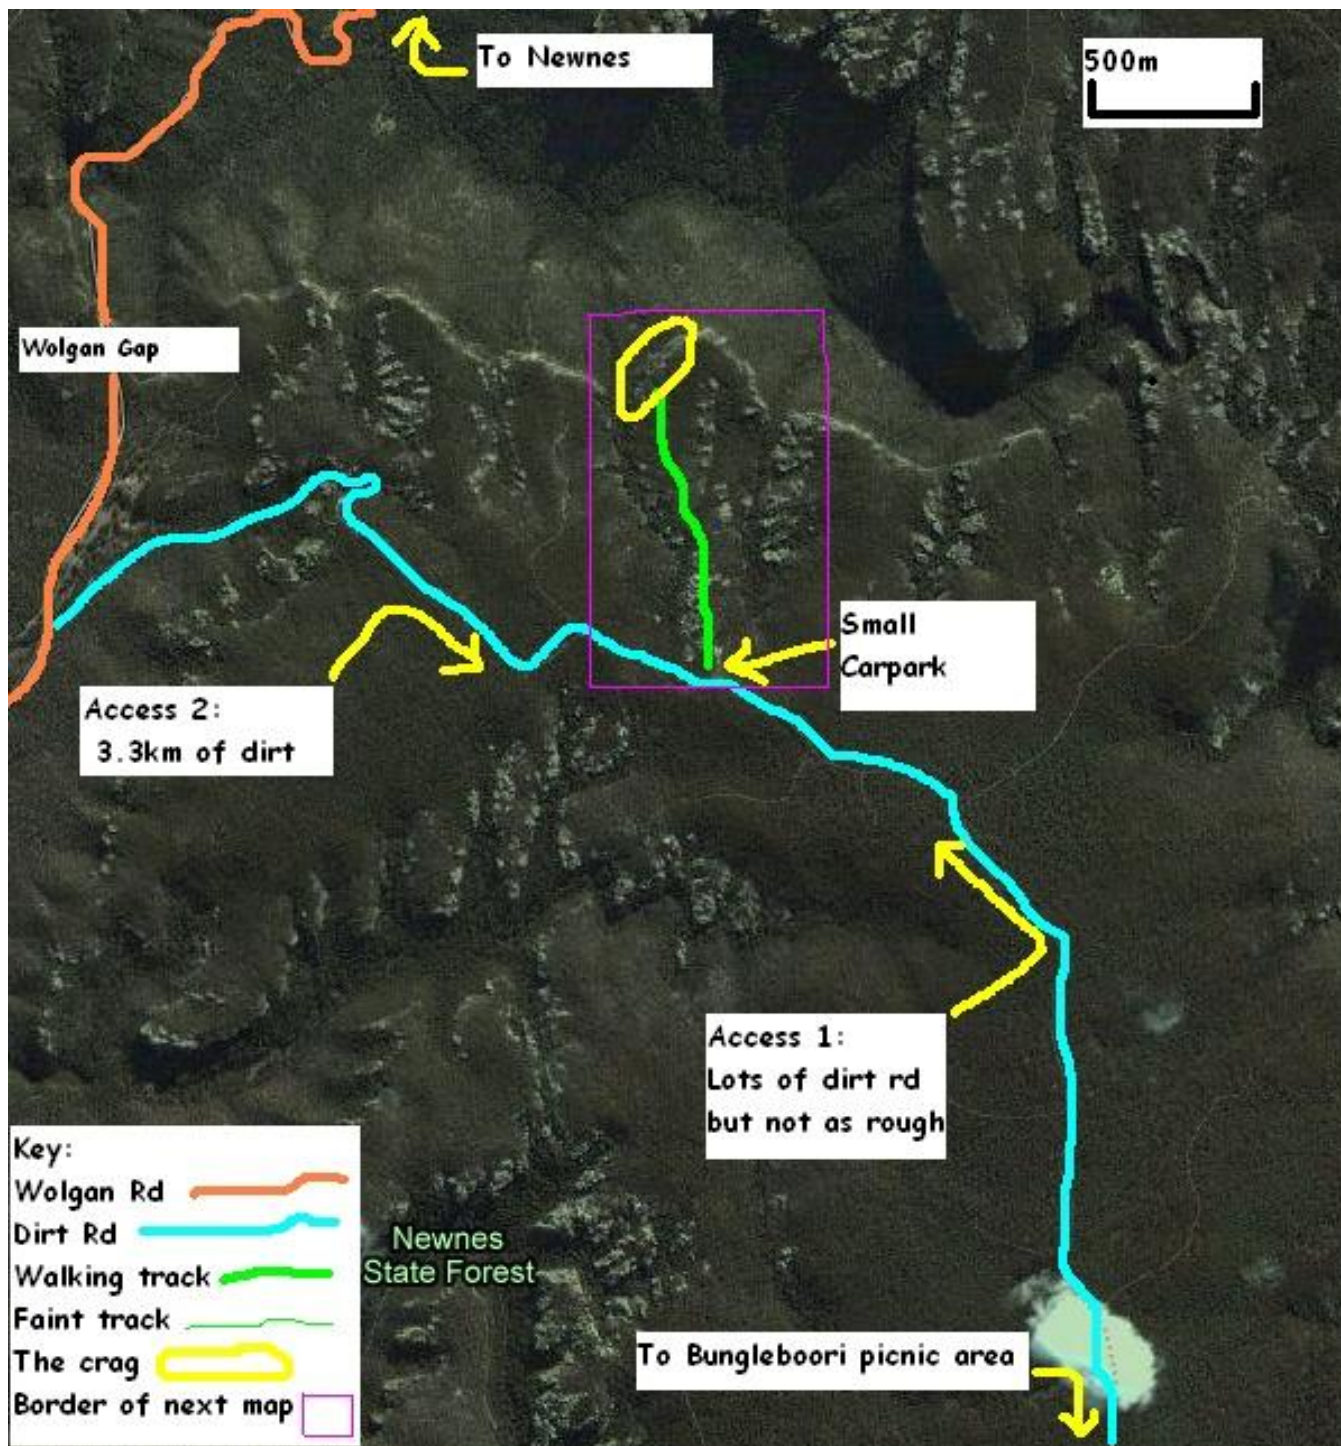 To Newnes
500m
Wolgan Gap
Small
Carpark
Access 2:
3.3km of dirt
Access 1:
Lots of dirt rd
but not as rough
Key:
Wolgan Rd
Dirt Rd
Walking track
Faint track
The crag
Border of next map
Newnes
State Forest
To Bungleboori picnic area